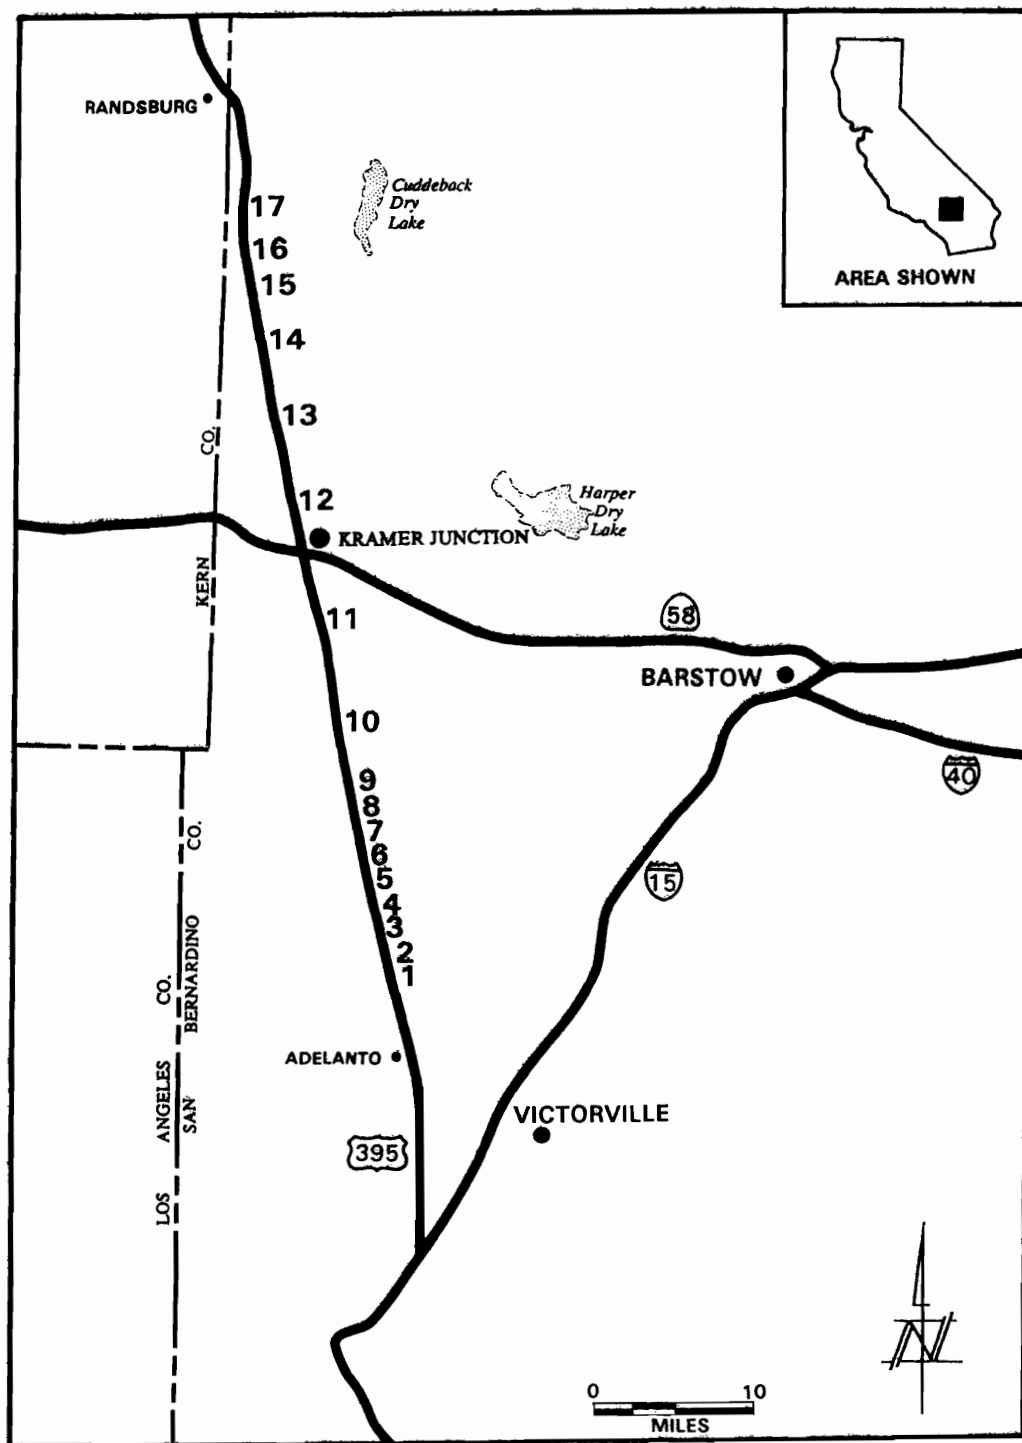 RANDSBURG
Cuddeback
Dry
Lake
AREA SHOWN
17
16
15
14
13
12
KERN CO.
Harper
Dry
Lake
KRAMER JUNCTION
11
58
BARSTOW
10
40
9
8
7
6
5
4
3
2
1
15
LOS ANGELES CO.
SAN BERNARDINO CO.
ADELANTO
VICTORVILLE
395
N
0 10
MILES